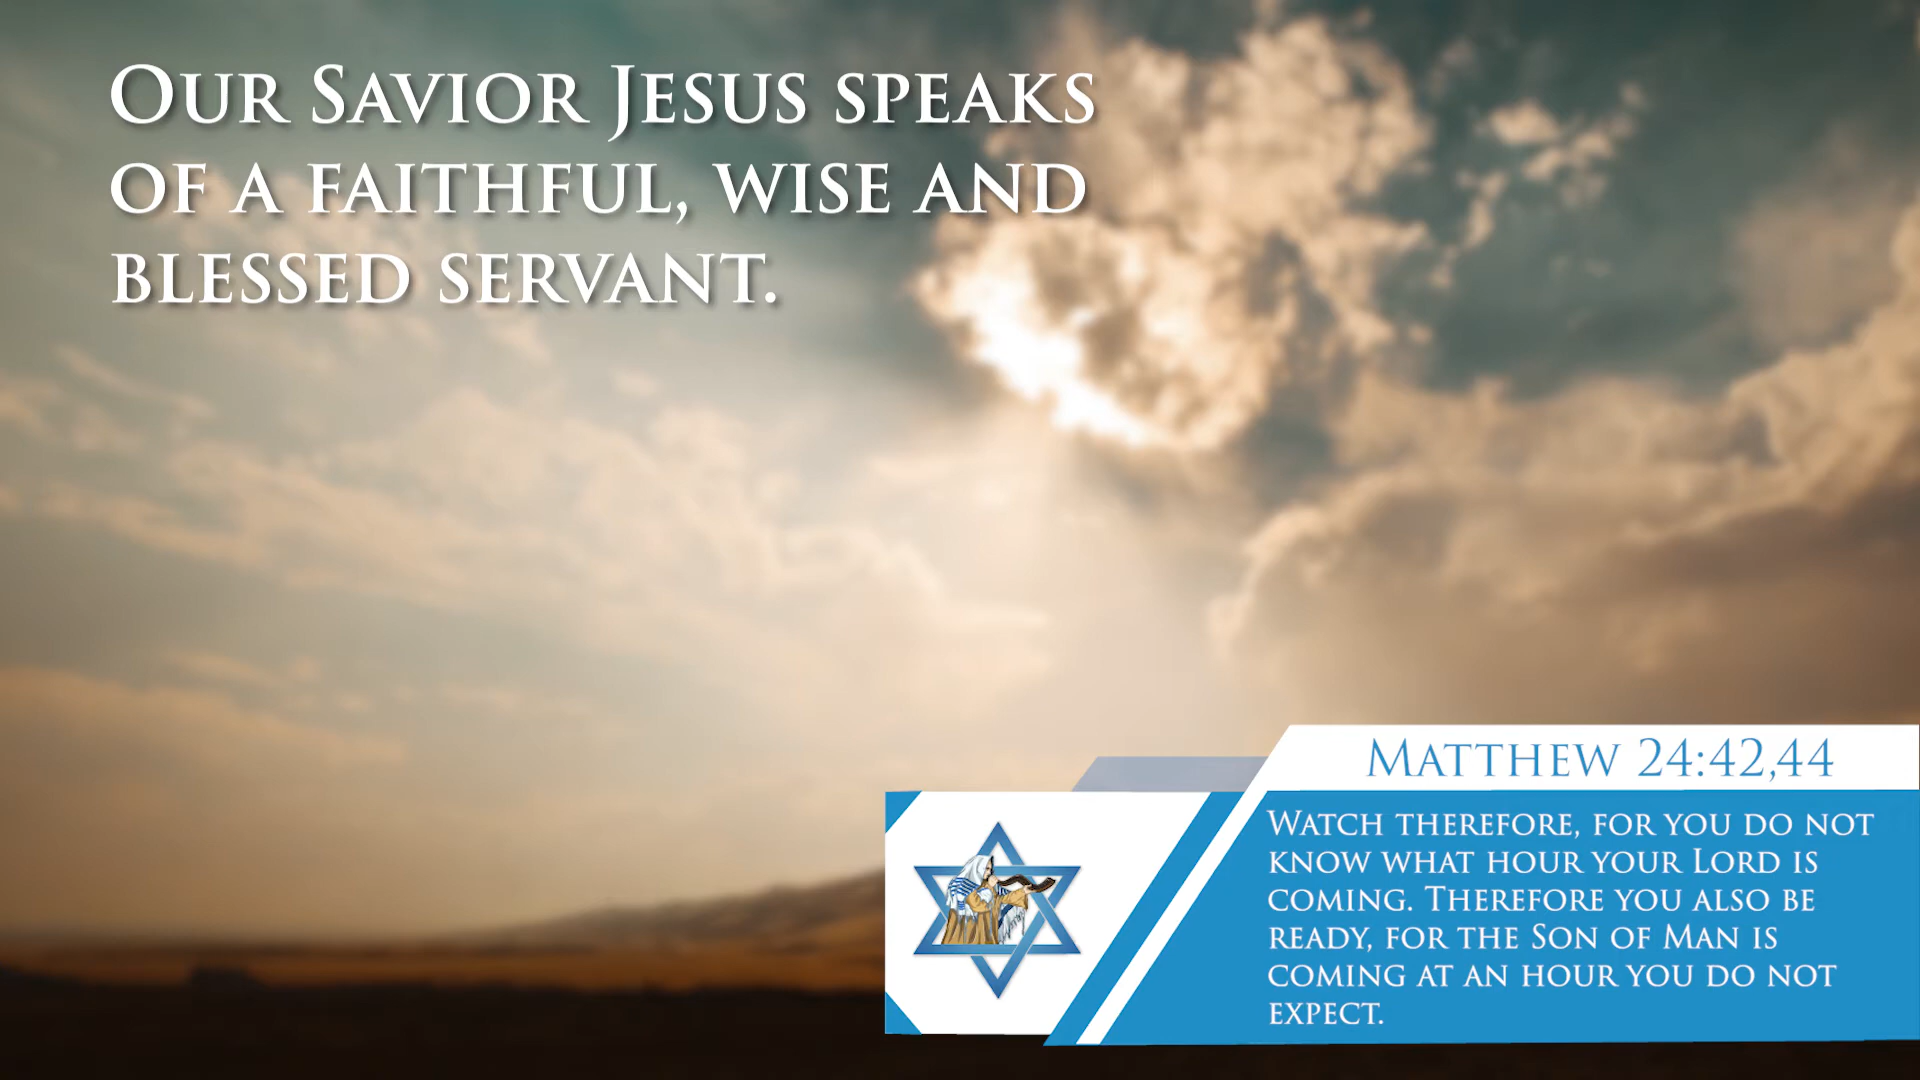 Our Savior Jesus speaks
of a faithful, wise and
blessed servant.
Matthew 24:42,44
Watch therefore, for you do not
know what hour your Lord is
coming. Therefore you also be
ready, for the Son of Man is
coming at an hour you do not
expect.